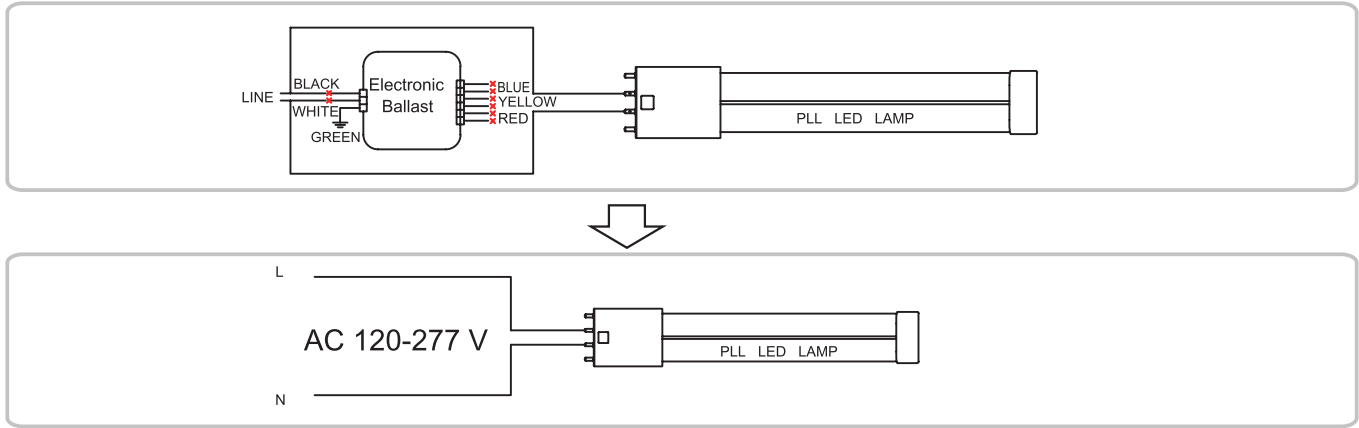 BLACK
LINE
WHITE
GREEN
Electronic
Ballast
BLUE
YELLOW
RED
PLL LED LAMP
L
AC 120-277 V
N
PLL LED LAMP